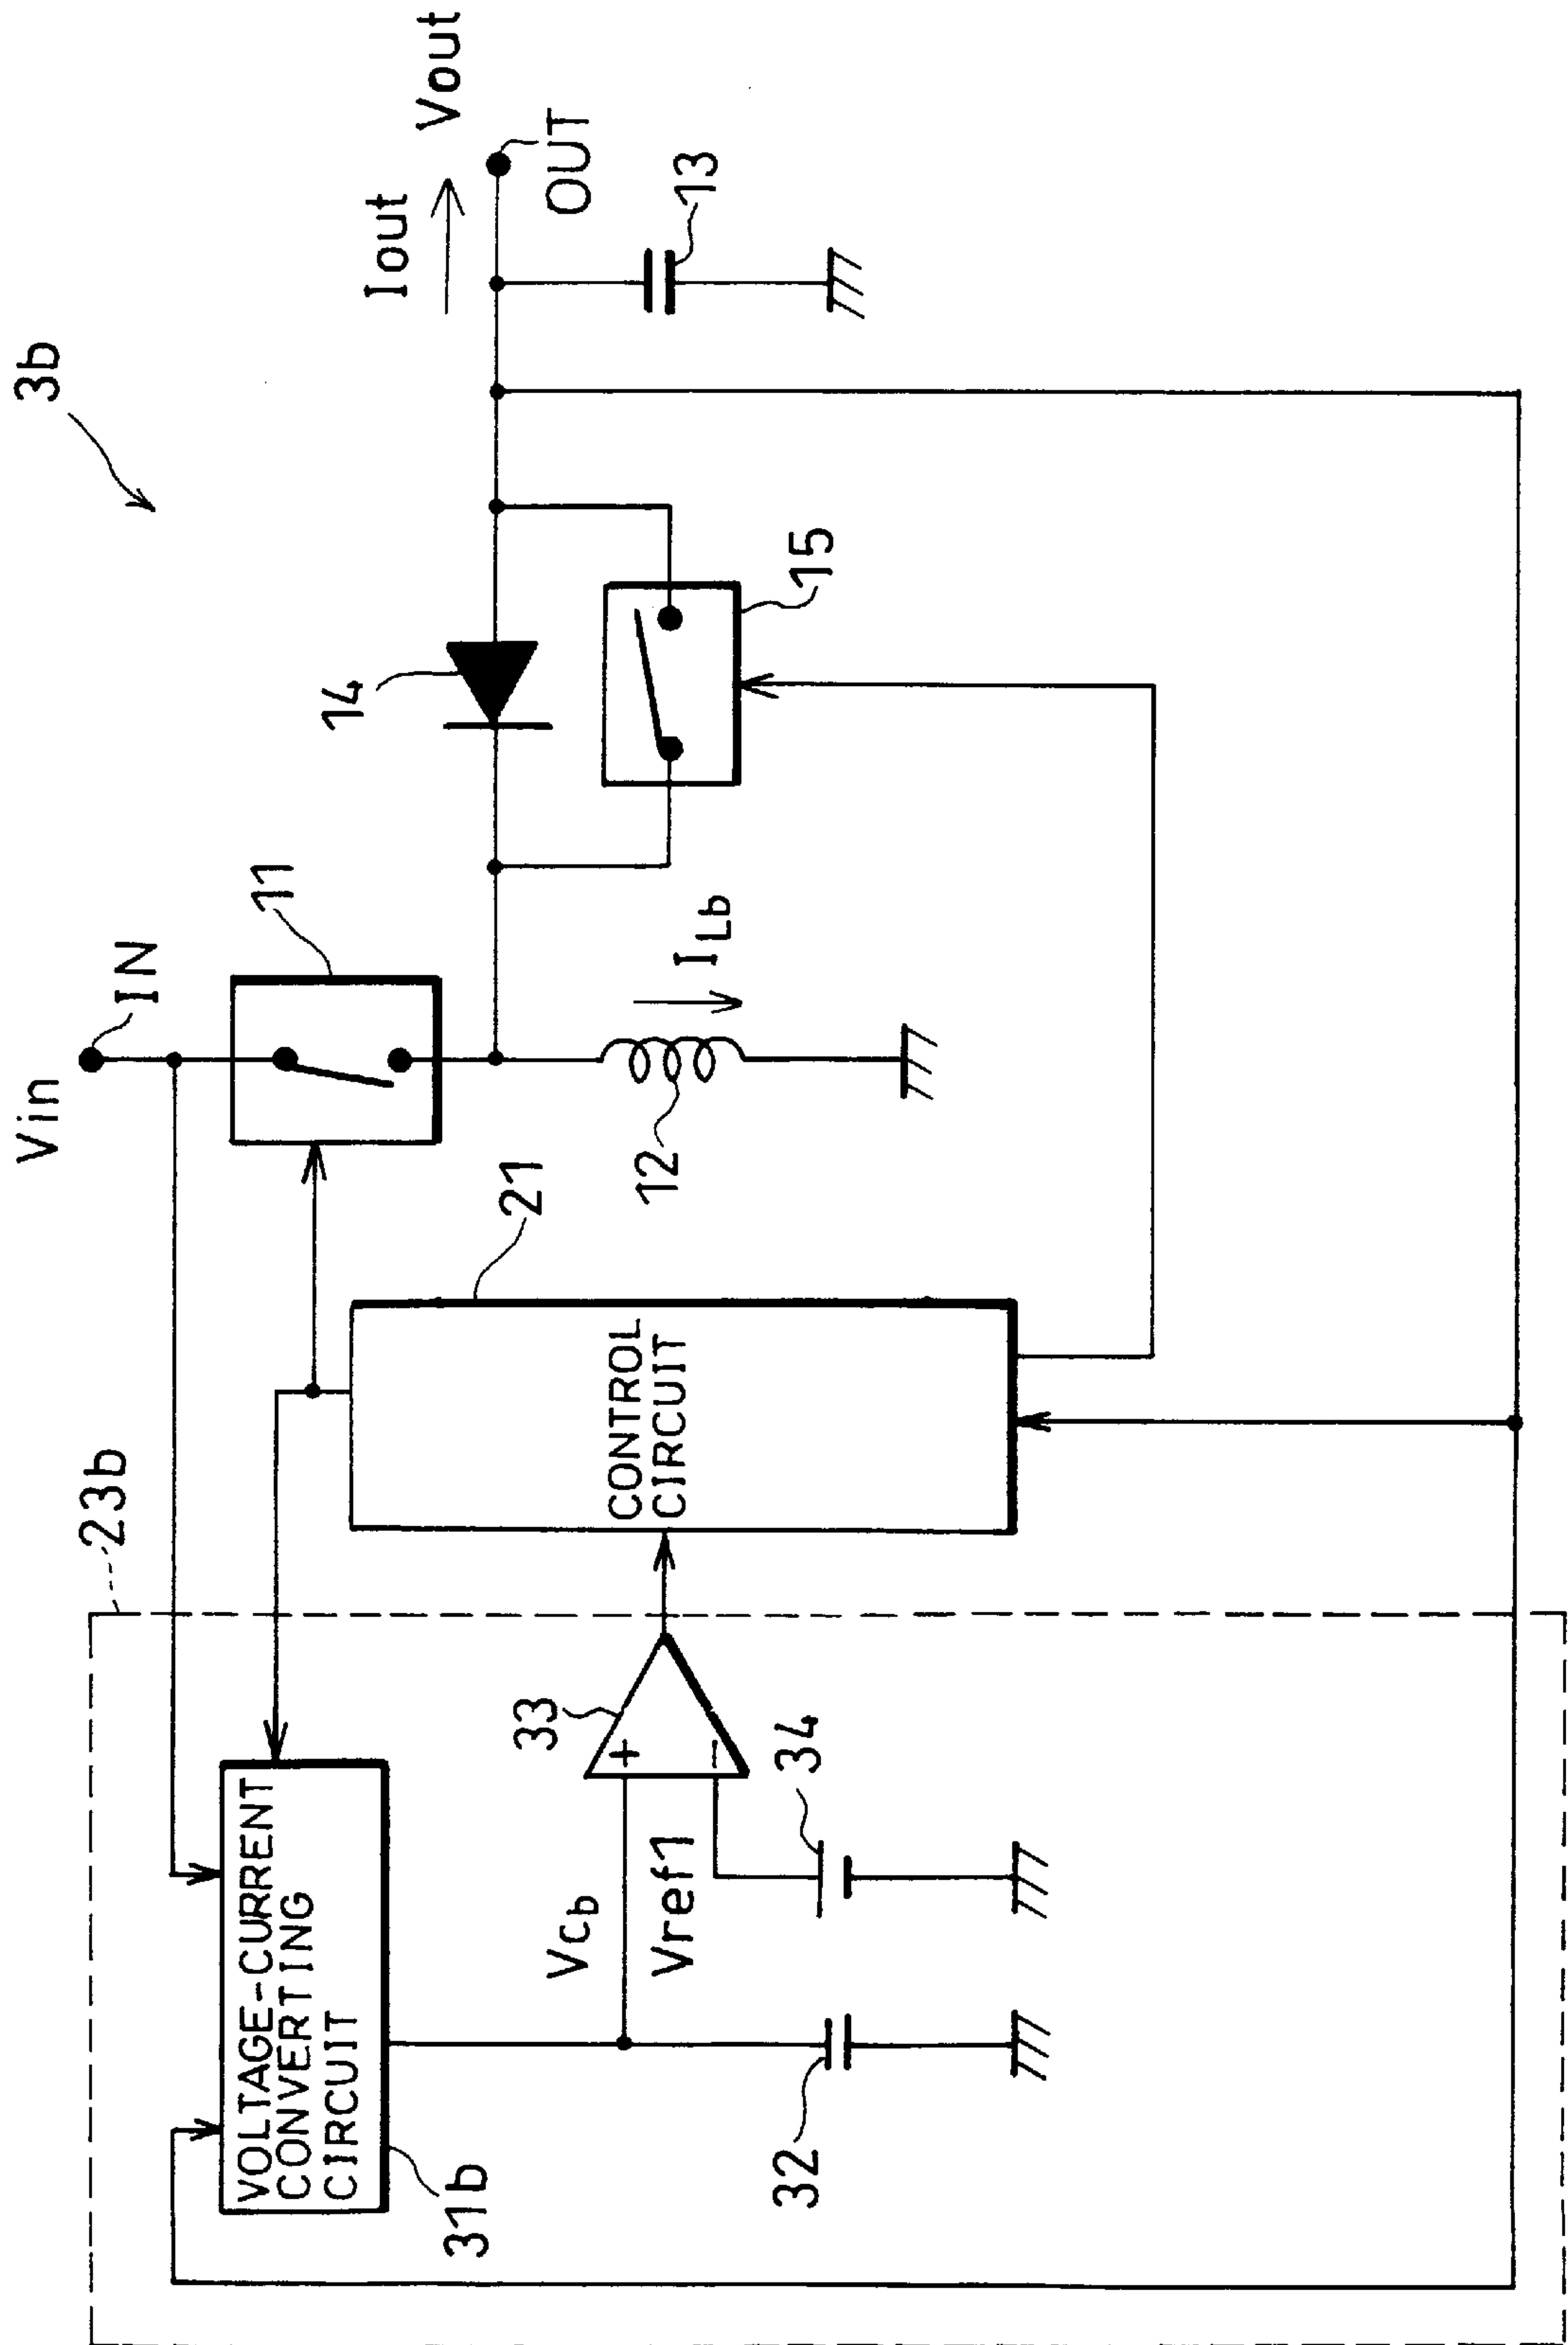 3b
Vin
IN
11
Iout
Vout
OUT
13
14
15
12
I Lb
21
CONTROL
CIRCUIT
23b
VOLTAGE-CURRENT
CONVERTING
CIRCUIT
31b
33
+
−
Vcb
Vref1
34
32